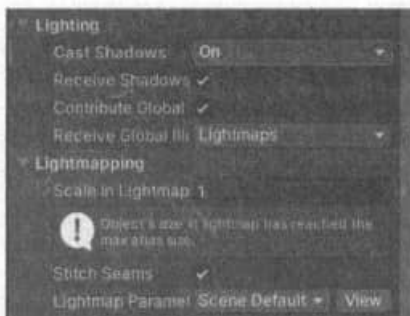 Lighting
Cast Shadows On
Receive Shadows
Contribute Global
Receive Global Illu Lightmaps
Lightmapping
Scale In Lightmap 1
Object's size in lightmap has reached the
max atlas size.
Stitch Seams
Lightmap Paramet Scene Default View